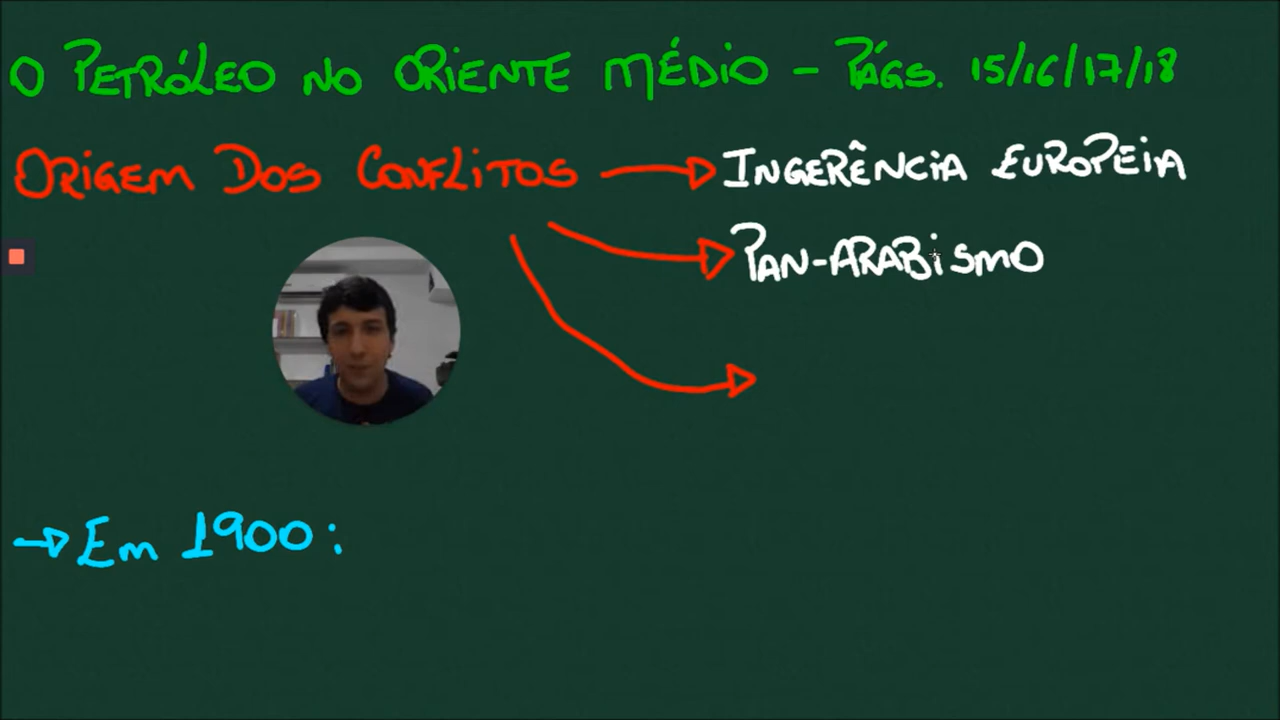 O PETRÓLEO NO ORIENTE MÉDIO - PÁGS. 15/16/17/18
ORIGEM DOS CONFLITOS → INGERÊNCIA EUROPEIA
PAN-ARABISMO
→ Em 1900: